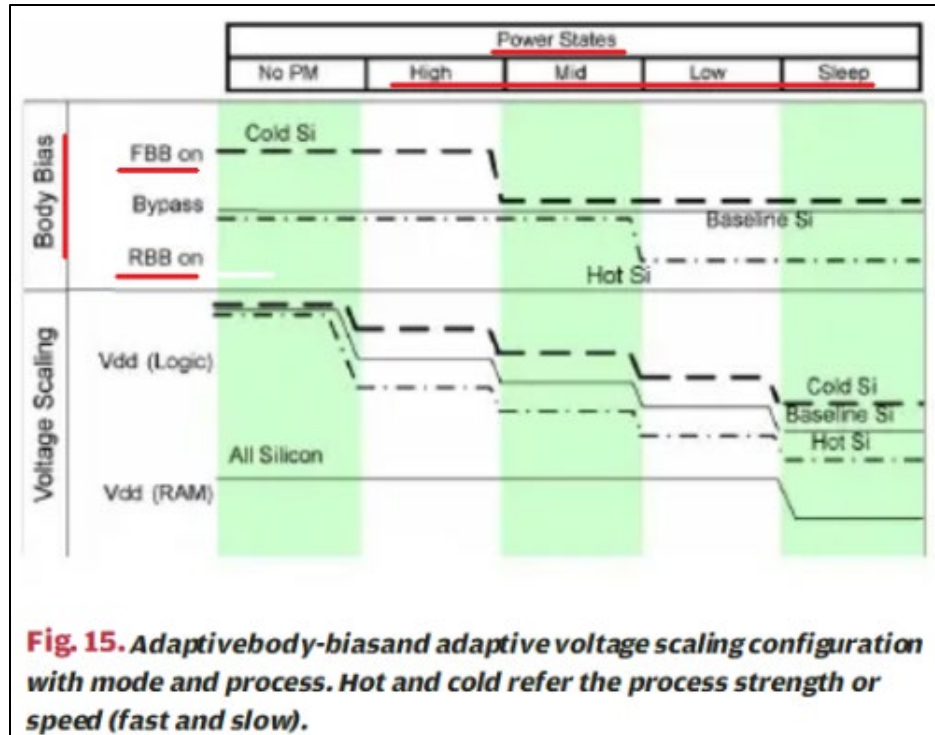 Power States
No PM High Mid Low Sleep
Body Bias
Cold Si
FBB on
Bypass
Baseline Si
RBB on
Hot Si
Voltage Scaling
Vdd (Logic)
Cold Si
Baseline Si
Hot Si
All Silicon
Vdd (RAM)
Fig. 15. Adaptivebody-biasand adaptive voltage scaling configuration
with mode and process. Hot and cold refer the process strength or
speed (fast and slow).